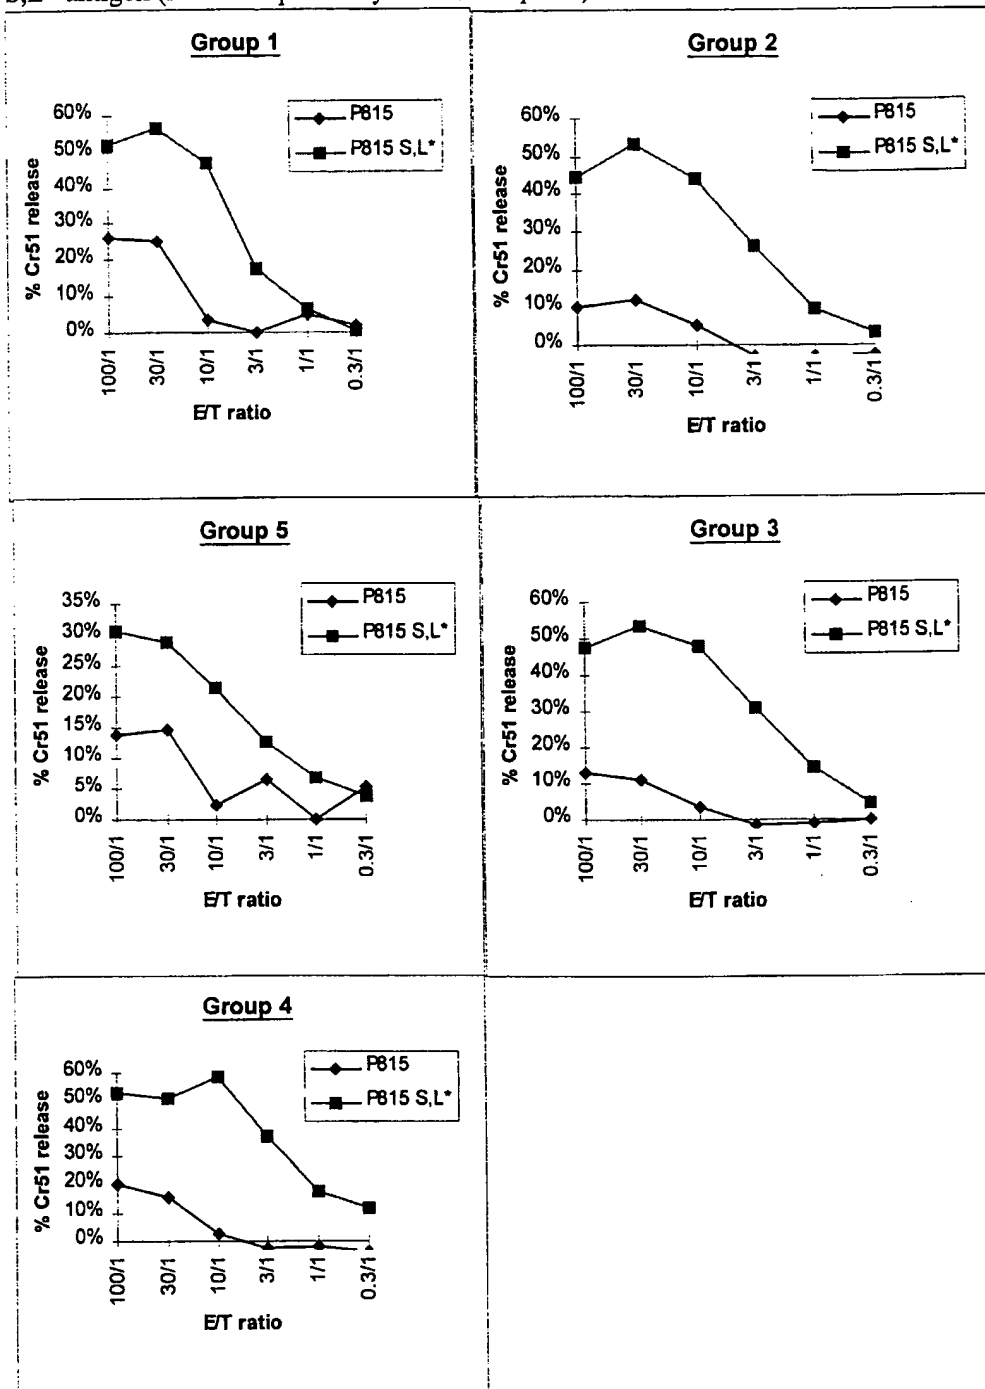 Group 1
60%
50%
40%
30%
20%
10%
0%
% Cr51 release
P815
P815 S,L*
100/1
30/1
10/1
3/1
1/1
0.3/1
E/T ratio
Group 2
60%
50%
40%
30%
20%
10%
0%
% Cr51 release
P815
P815 S,L*
100/1
30/1
10/1
3/1
1/1
0.3/1
E/T ratio
Group 5
35%
30%
25%
20%
15%
10%
5%
0%
% Cr51 release
P815
P815 S,L*
100/1
30/1
10/1
3/1
1/1
0.3/1
E/T ratio
Group 3
60%
50%
40%
30%
20%
10%
0%
% Cr51 release
P815
P815 S,L*
100/1
30/1
10/1
3/1
1/1
0.3/1
E/T ratio
Group 4
60%
50%
40%
30%
20%
10%
0%
% Cr51 release
P815
P815 S,L*
100/1
30/1
10/1
3/1
1/1
0.3/1
E/T ratio